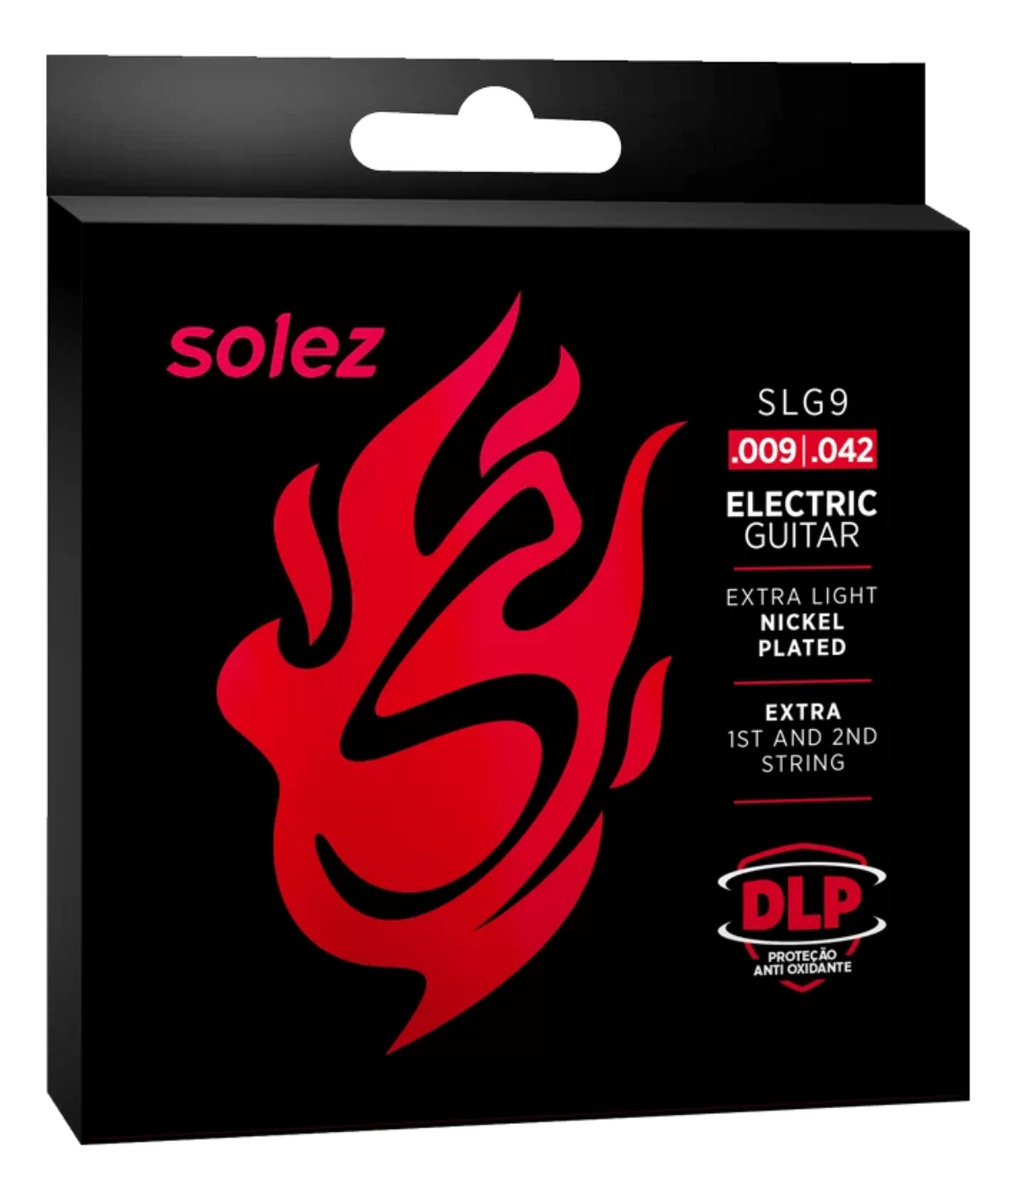 solez
SLG9
.009|.042
ELECTRIC
GUITAR
EXTRA LIGHT
NICKEL
PLATED
EXTRA
1ST AND 2ND
STRING
DLP
PROTEÇÃO
ANTI OXIDANTE